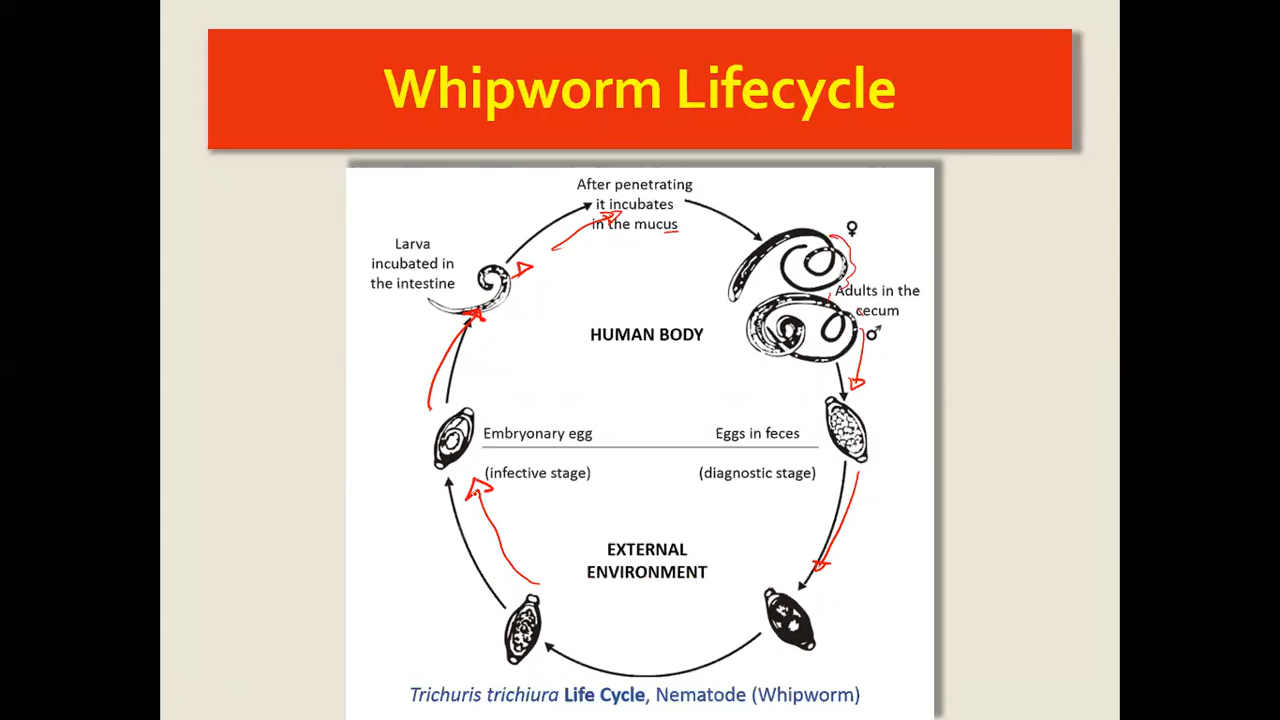 Whipworm Lifecycle
After penetrating
it incubates
in the mucus
Larva
incubated in
the intestine
♀
Adults in the
cecum
♂
HUMAN BODY
Embryonary egg
Eggs in feces
(infective stage)
(diagnostic stage)
EXTERNAL
ENVIRONMENT
Trichuris trichiura Life Cycle, Nematode (Whipworm)